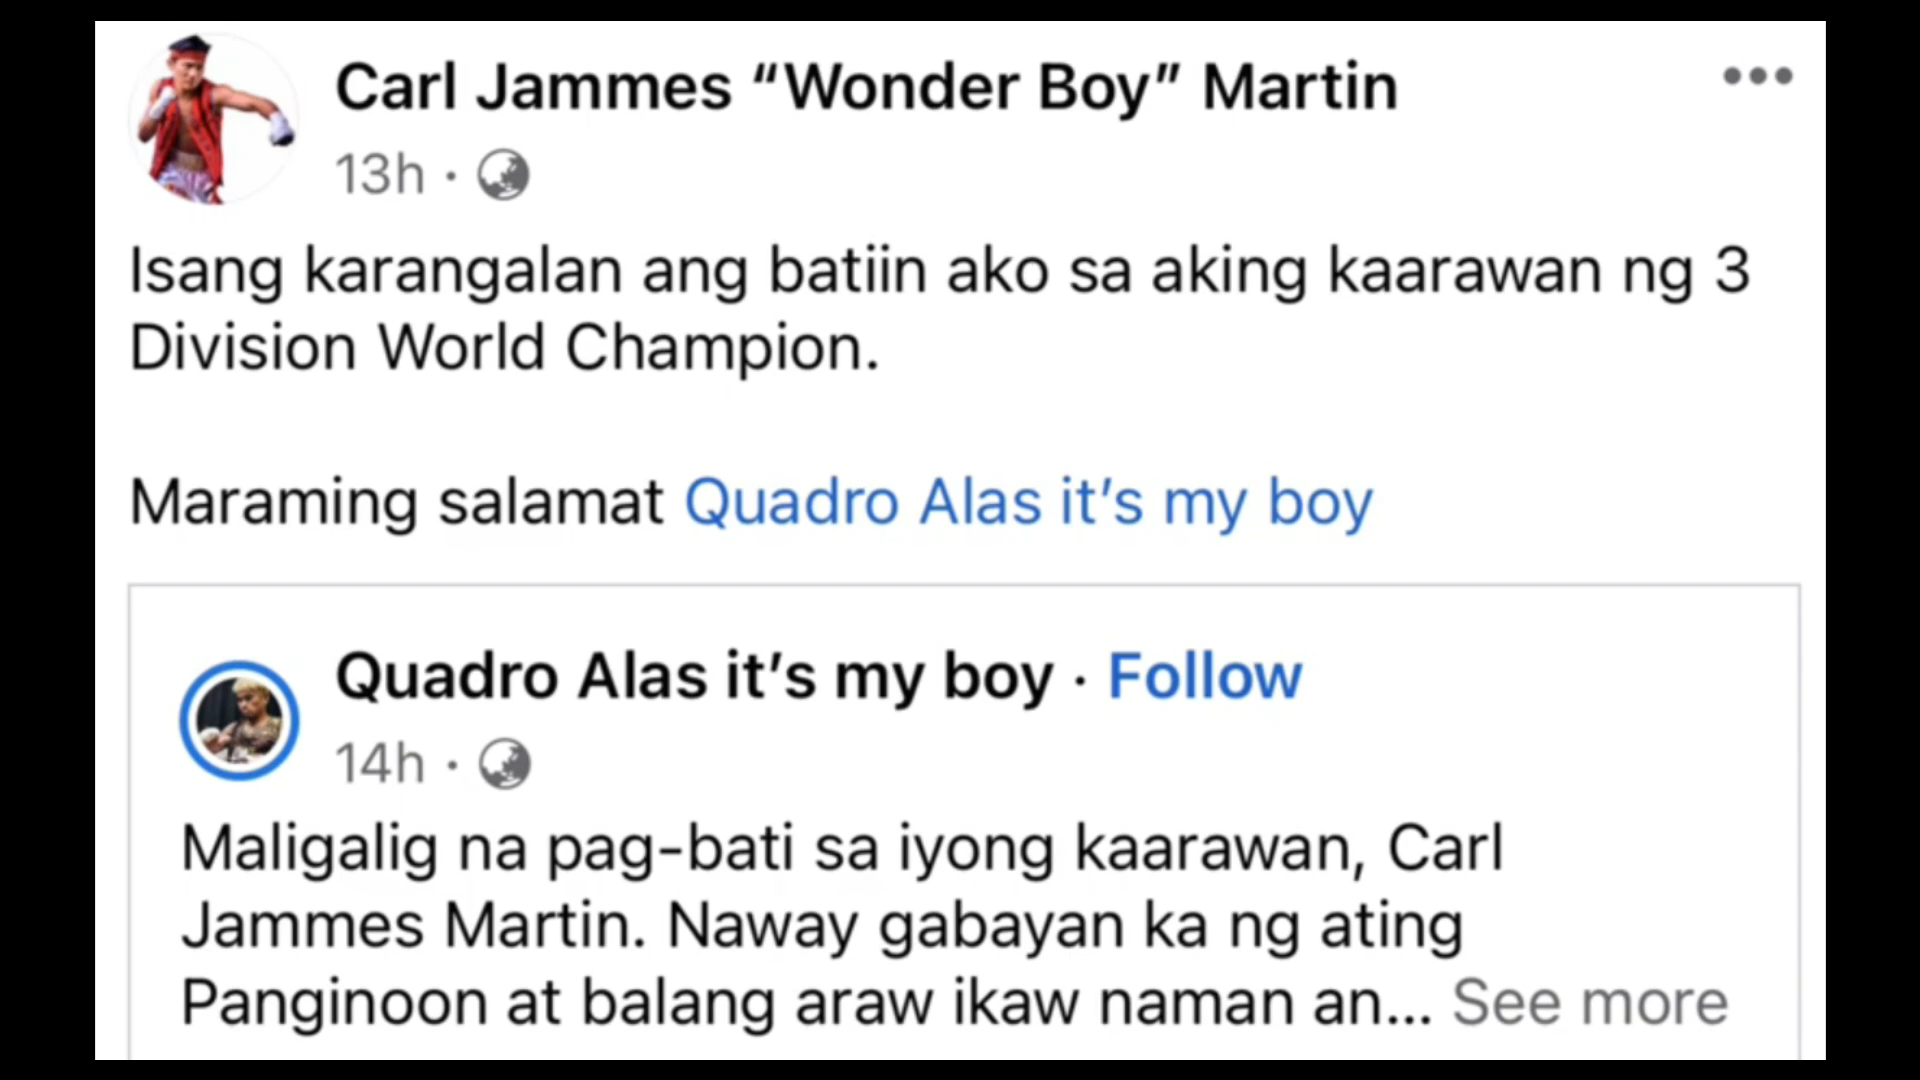 Carl Jammes “Wonder Boy” Martin
13h ·
Isang karangalan ang batiin ako sa aking kaarawan ng 3
Division World Champion.
Maraming salamat Quadro Alas it’s my boy
Quadro Alas it’s my boy · Follow
14h ·
Maligalig na pag-bati sa iyong kaarawan, Carl
Jammes Martin. Naway gabayan ka ng ating
Panginoon at balang araw ikaw naman an... See more